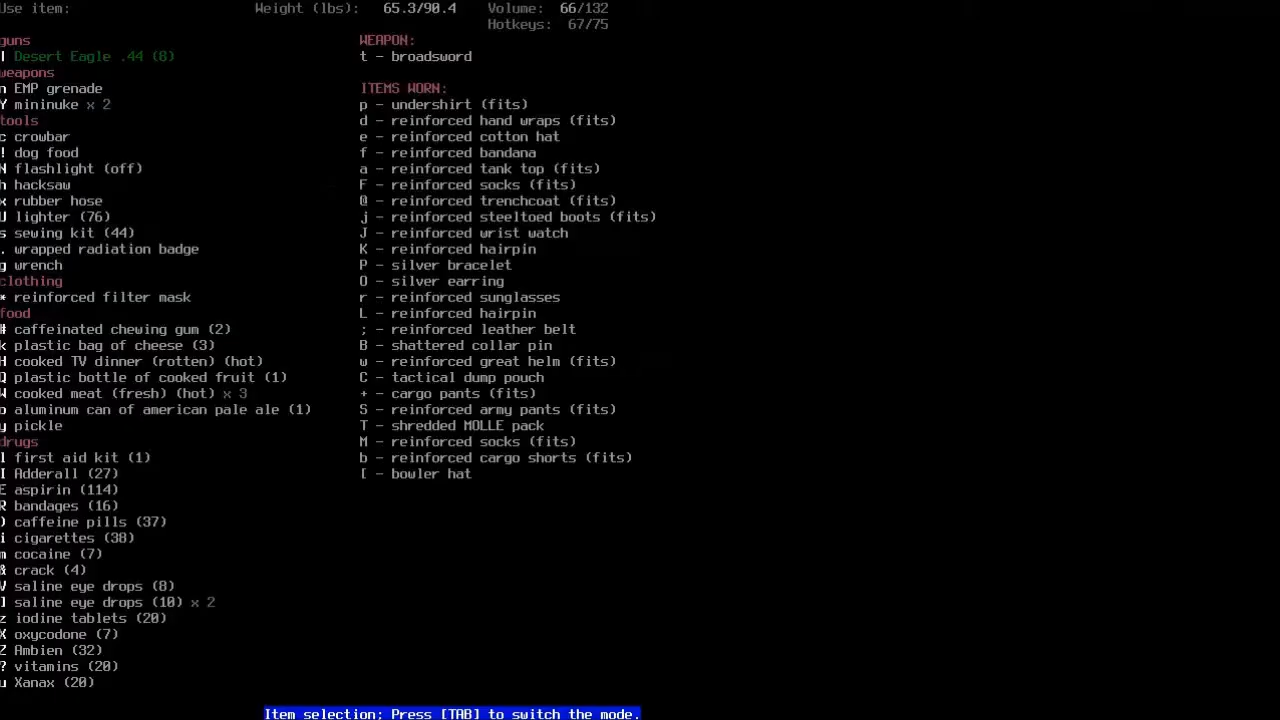 Use item: Weight (lbs): 65.3/90.4 Volume: 66/132
Hotkeys: 67/75
guns
l Desert Eagle .44 (8)
weapons
n EMP grenade
Y mininuke x 2
tools
c crowbar
! dog food
N flashlight (off)
h hacksaw
x rubber hose
U lighter (76)
s sewing kit (44)
. wrapped radiation badge
g wrench
clothing
* reinforced filter mask
food
# caffeinated chewing gum (2)
k plastic bag of cheese (3)
H cooked TV dinner (rotten) (hot)
Q plastic bottle of cooked fruit (1)
W cooked meat (fresh) (hot) x 3
o aluminum can of american pale ale (1)
y pickle
drugs
l first aid kit (1)
I Adderall (27)
E aspirin (114)
R bandages (16)
) caffeine pills (37)
i cigarettes (38)
m cocaine (7)
& crack (4)
V saline eye drops (8)
] saline eye drops (10) x 2
z iodine tablets (20)
X oxycodone (7)
Z Ambien (32)
? vitamins (20)
u Xanax (20)
WEAPON:
t - broadsword
ITEMS WORN:
p - undershirt (fits)
d - reinforced hand wraps (fits)
e - reinforced cotton hat
f - reinforced bandana
a - reinforced tank top (fits)
F - reinforced socks (fits)
@ - reinforced trenchcoat (fits)
j - reinforced steeltoed boots (fits)
J - reinforced wrist watch
K - reinforced hairpin
P - silver bracelet
O - silver earring
r - reinforced sunglasses
L - reinforced hairpin
; - reinforced leather belt
B - shattered collar pin
w - reinforced great helm (fits)
C - tactical dump pouch
+ - cargo pants (fits)
S - reinforced army pants (fits)
T - shredded MOLLE pack
M - reinforced socks (fits)
b - reinforced cargo shorts (fits)
[ - bowler hat
Item selection; Press [TAB] to switch the mode.